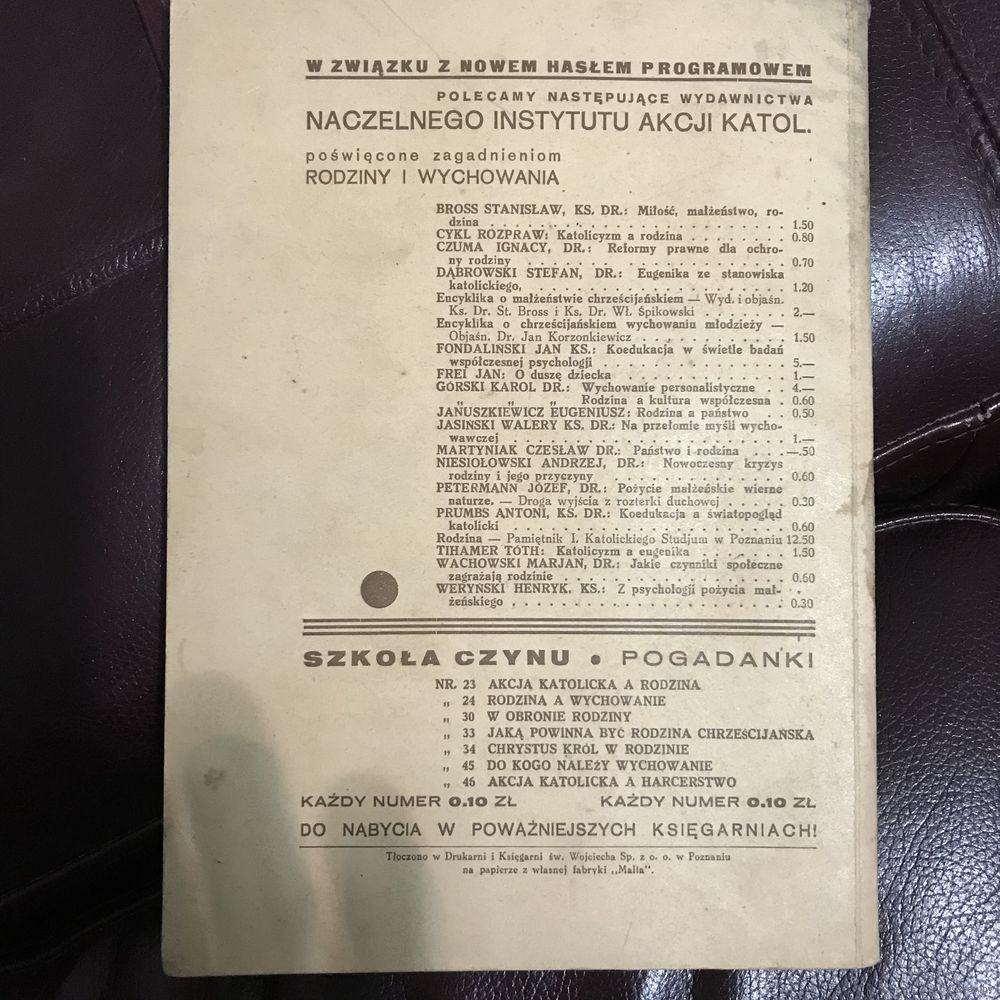 W ZWIĄZKU Z NOWEM HASŁEM PROGRAMOWEM
POLECAMY NASTĘPUJĄCE WYDAWNICTWA
NACZELNEGO INSTYTUTU AKCJI KATOL.
poświęcone zagadnieniom
RODZINY I WYCHOWANIA
BROSS STANISŁAW, KS. DR.: Miłość, małżeństwo, ro-
dzina . . . . . . . . . . . . . . . . . . . 1.50
CYKL ROZPRAW: Katolicyzm a rodzina . . . . . . . . 0.80
CZUMA IGNACY, DR.: Reformy prawne dla ochro-
ny rodziny . . . . . . . . . . . . . . . . . 0.70
DĄBROWSKI STEFAN, DR.: Eugenika ze stanowiska
katolickiego, . . . . . . . . . . . . . . . . 1.20
Encyklika o małżeństwie chrześcijańskiem — Wyd. i objaśn.
Ks. Dr. St. Bross i Ks. Dr. Wł. Śpikowski . . . . . . 2.—
Encyklika o chrześcijańskiem wychowaniu młodzieży —
Objaśn. Dr. Jan Korzonkiewicz . . . . . . . . . . 1.50
FONDALIŃSKI JAN KS.: Koedukacja w świetle badań
współczesnej psychologji . . . . . . . . . . . . 5.—
FREI JAN: O duszę dziecka . . . . . . . . . . . . 1.—
GÓRSKI KAROL DR.: Wychowanie personalistyczne . . 4.—
„ „ „ Rodzina a kultura współczesna . 0.60
JANUSZKIEWICZ EUGENIUSZ: Rodzina a państwo . . 0.50
JASIŃSKI WALERY KS. DR.: Na przełomie myśli wycho-
wawczej . . . . . . . . . . . . . . . . . . 1.—
MARTYNIAK CZESŁAW DR.: Państwo i rodzina . . . —.50
NIESIOŁOWSKI ANDRZEJ, DR.: Nowoczesny kryzys
rodziny i jego przyczyny . . . . . . . . . . . . 0.60
PETERMANN JÓZEF, DR.: Pożycie małżeńskie wierne
naturze. — Droga wyjścia z rozterki duchowej . . . . . 0.30
PRUMBS ANTONI, KS. DR.: Koedukacja a światopogląd
katolicki . . . . . . . . . . . . . . . . . . 0.60
Rodzina — Pamiętnik I. Katolickiego Studjum w Poznaniu 12.50
TIHAMER TÓTH: Katolicyzm a eugenika . . . . . . . 1.50
WACHOWSKI MARJAN, DR.: Jakie czynniki społeczne
zagrażają rodzinie . . . . . . . . . . . . . . 0.60
WERYŃSKI HENRYK, KS.: Z psychologji pożycia mał-
żeńskiego . . . . . . . . . . . . . . . . . 0.30
SZKOŁA CZYNU • POGADANKI
NR. 23 AKCJA KATOLICKA A RODZINA
„ 24 RODZINA A WYCHOWANIE
„ 30 W OBRONIE RODZINY
„ 33 JAKĄ POWINNA BYĆ RODZINA CHRZEŚCIJAŃSKA
„ 34 CHRYSTUS KRÓL W RODZINIE
„ 45 DO KOGO NALEŻY WYCHOWANIE
„ 46 AKCJA KATOLICKA A HARCERSTWO
KAŻDY NUMER 0.10 ZŁ KAŻDY NUMER 0.10 ZŁ
DO NABYCIA W POWAŻNIEJSZYCH KSIĘGARNIACH!
Tłoczono w Drukarni i Księgarni św. Wojciecha Sp. z o. o. w Poznaniu
na papierze z własnej fabryki „Malta".